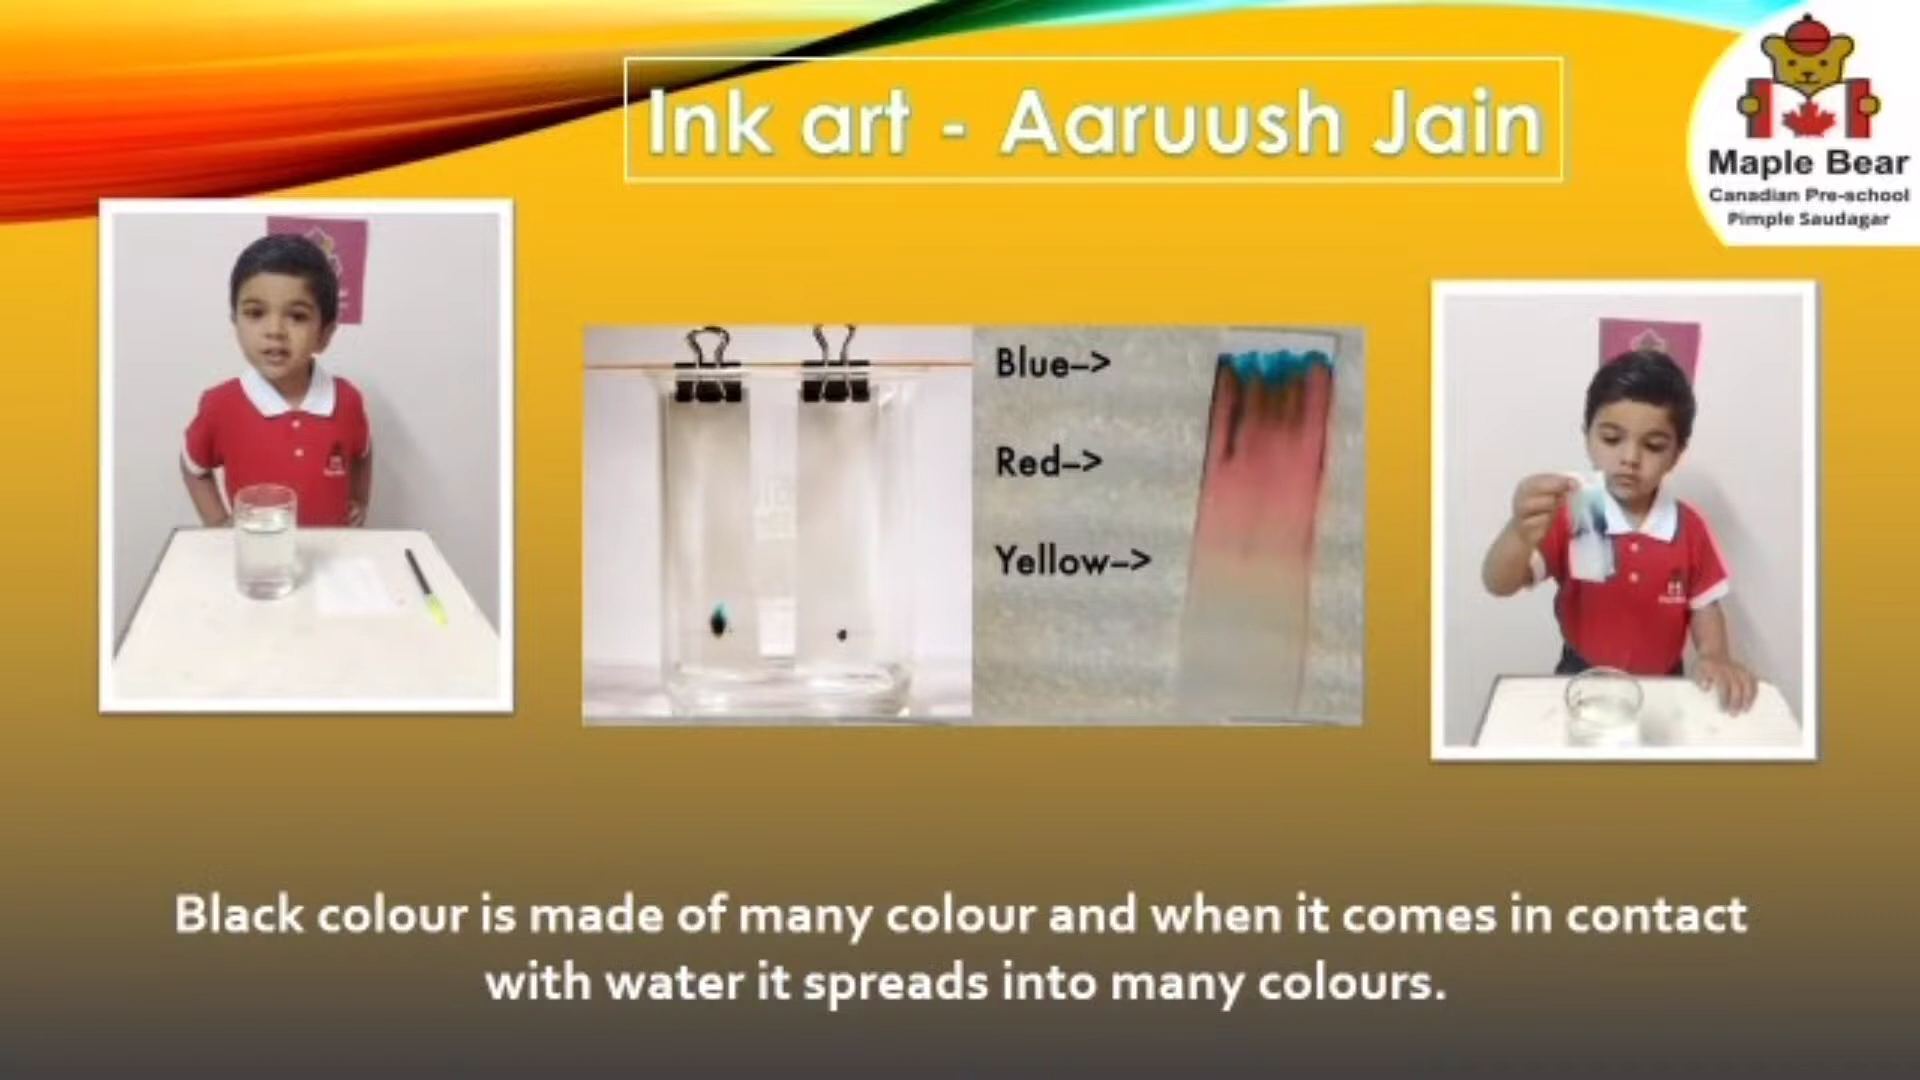 Ink art - Aaruush Jain
Maple Bear
Canadian Pre-school
Pimple Saudagar
Blue-->
Red-->
Yellow-->
Black colour is made of many colour and when it comes in contact
with water it spreads into many colours.